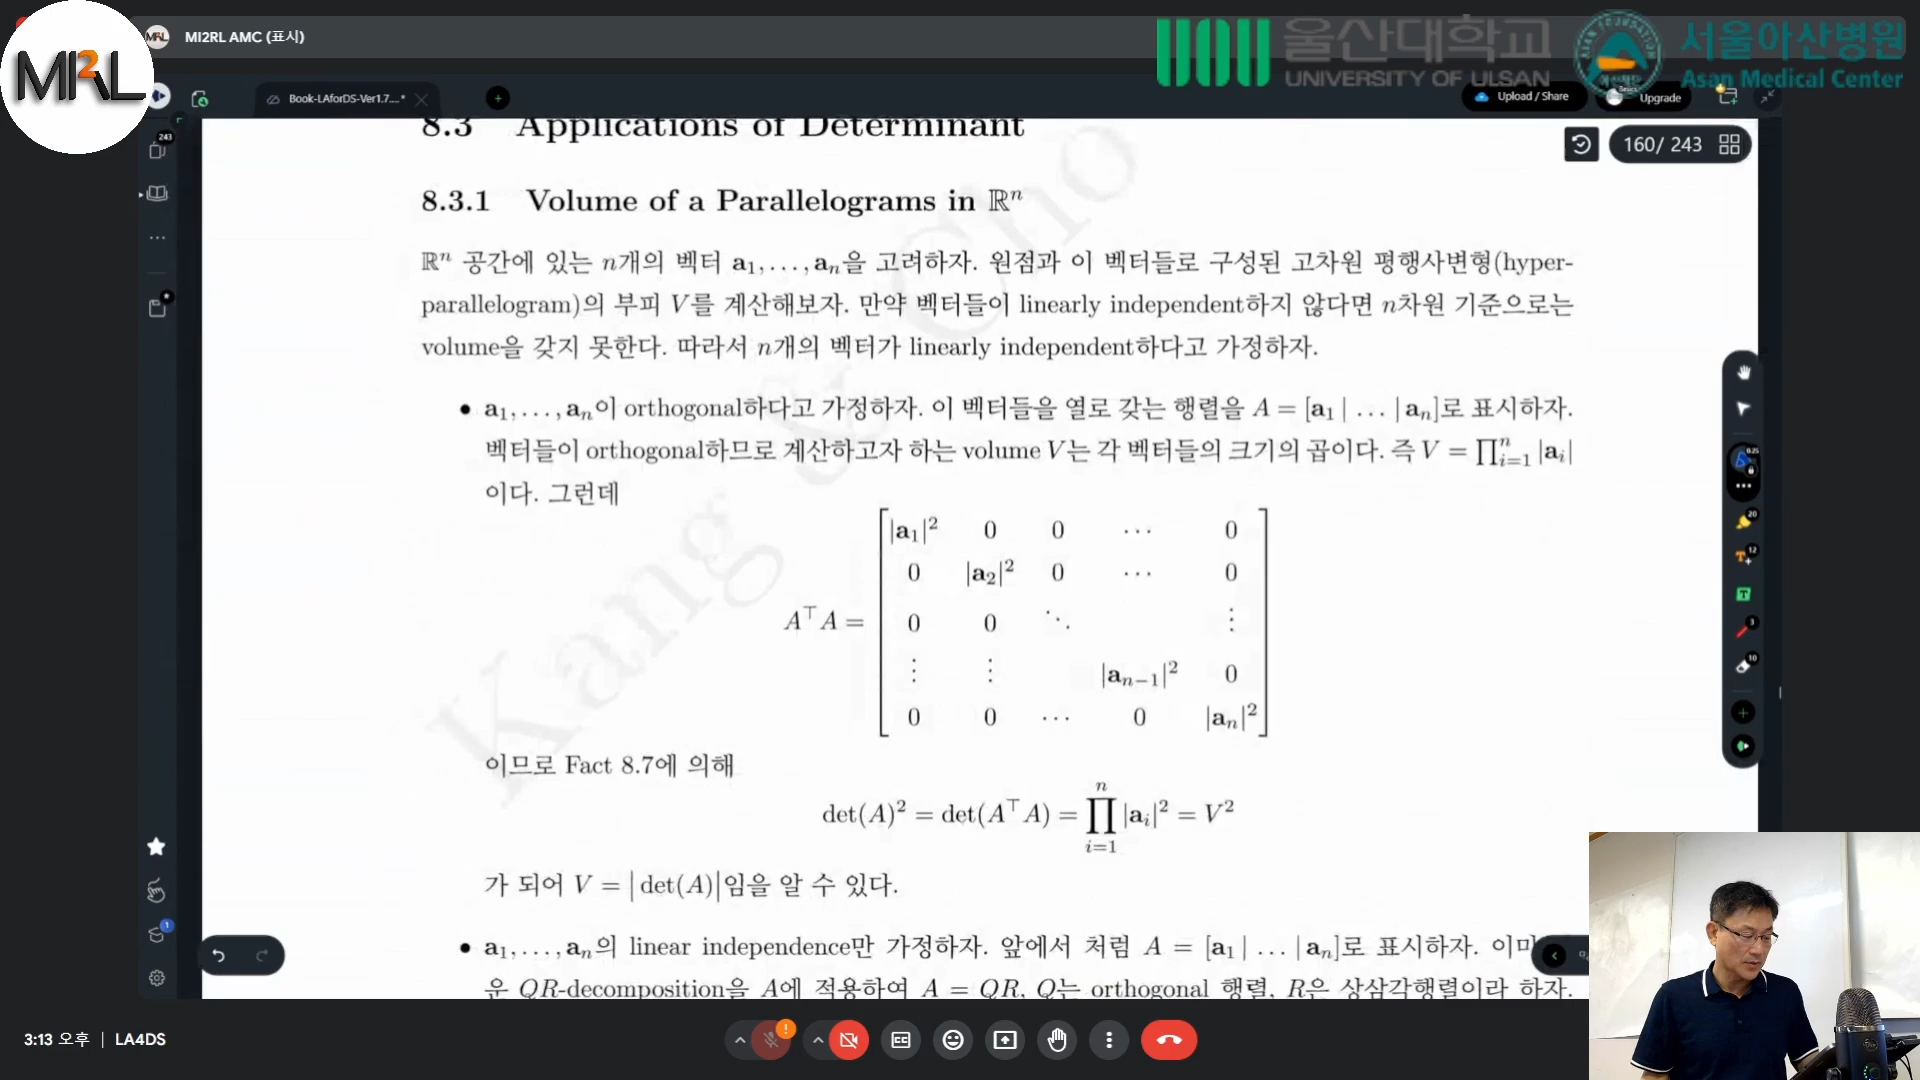 MI2RL
MI2RL AMC (표시)
울산대학교
UNIVERSITY OF ULSAN
서울아산병원
Asan Medical Center
Book-LAforDS-Ver1.7....*
Upload / Share
Upgrade
243
160/ 243
8.3 Applications of Determinant
8.3.1 Volume of a Parallelograms in ℝⁿ
ℝⁿ 공간에 있는 n개의 벡터 a₁, . . . , aₙ을 고려하자. 원점과 이 벡터들로 구성된 고차원 평행사변형(hyper-
parallelogram)의 부피 V를 계산해보자. 만약 벡터들이 linearly independent하지 않다면 n차원 기준으로는
volume을 갖지 못한다. 따라서 n개의 벡터가 linearly independent하다고 가정하자.
• a₁, . . . , aₙ이 orthogonal하다고 가정하자. 이 벡터들을 열로 갖는 행렬을 A = [a₁ | . . . | aₙ]로 표시하자.
벡터들이 orthogonal하므로 계산하고자 하는 volume V는 각 벡터들의 크기의 곱이다. 즉 V = ∏ⁿᵢ₌₁ |aᵢ|
이다. 그런데
|a₁|² 0 0 ⋯ 0
0 |a₂|² 0 ⋯ 0
A⊤A = 0 0 ⋱ ⋮
⋮ ⋮ |aₙ₋₁|² 0
0 0 ⋯ 0 |aₙ|²
이므로 Fact 8.7에 의해
det(A)² = det(A⊤A) = ∏ⁿᵢ₌₁ |aᵢ|² = V²
가 되어 V = |det(A)|임을 알 수 있다.
• a₁, . . . , aₙ의 linear independence만 가정하자. 앞에서 처럼 A = [a₁ | . . . | aₙ]로 표시하자. 이미
운 QR-decomposition을 A에 적용하여 A = QR, Q는 orthogonal 행렬, R은 상삼각행렬이라 하자.
Kang & Cho
3:13 오후 | LA4DS